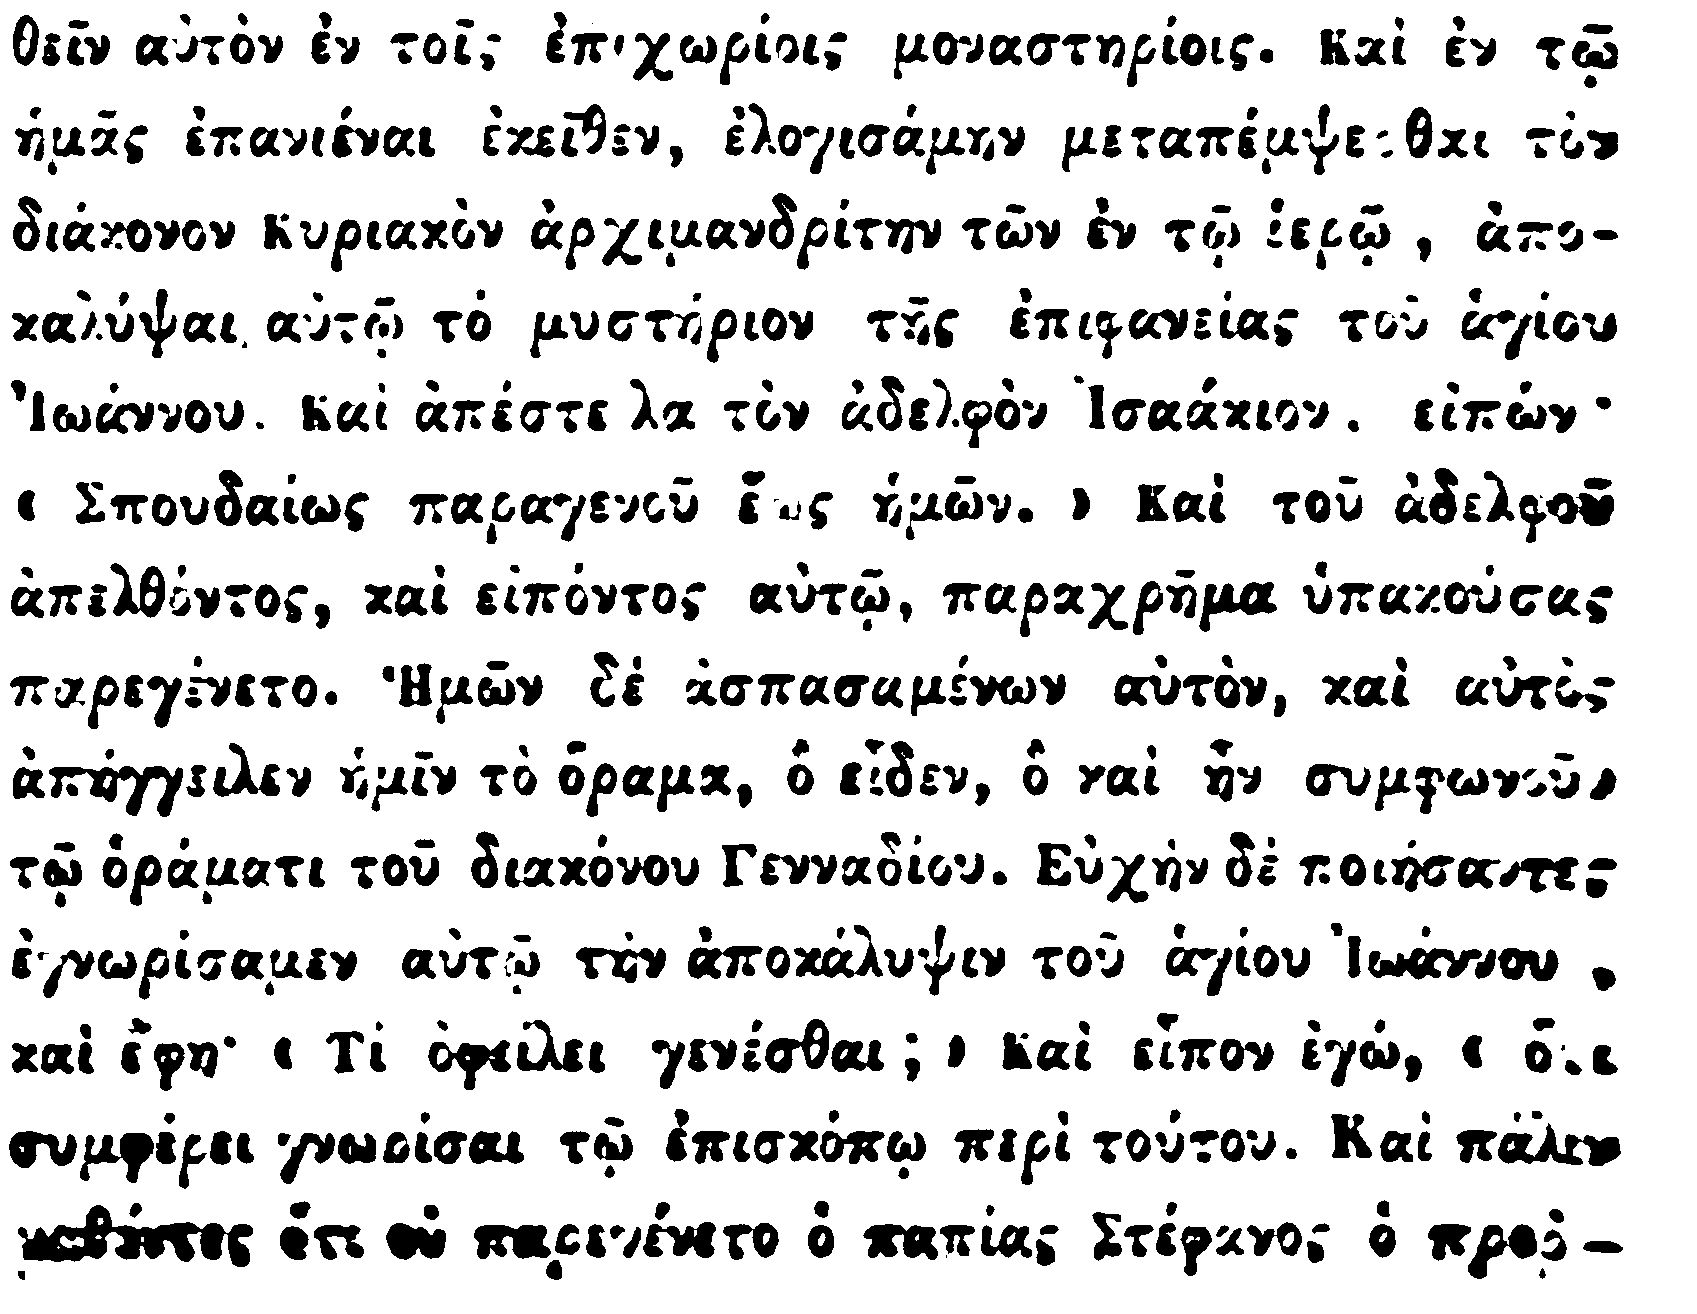 θεῖν αὐτὸν ἐν τοῖς ἐπιχωρίοις μοναστηρίοις. Καὶ ἐν τῷ
ἡμᾶς ἐπανιέναι ἐκεῖθεν, ἐλογισάμην μεταπέμψεσθαι τὸν
διάκονον Κυριακὸν ἀρχιμανδρίτην τῶν ἐν τῷ ἱερῷ, ἀπο-
καλύψαι αὐτῷ τὸ μυστήριον τῆς ἐπιφανείας τοῦ ἁγίου
Ἰωάννου. Καὶ ἀπέστειλα τὸν ἀδελφὸν Ἰσαάκιον. εἰπών·
« Σπουδαίως παραγενοῦ ἕως ἡμῶν. » Καὶ τοῦ ἀδελφοῦ
ἀπελθόντος, καὶ εἰπόντος αὐτῷ, παραχρῆμα ὑπακούσας
παρεγένετο. Ἡμῶν δὲ ἀσπασαμένων αὐτὸν, καὶ αὐτὸς
ἀπήγγειλεν ἡμῖν τὸ ὅραμα, ὃ εἶδεν, ὃ καὶ ἦν συμφωνοῦν
τῷ ὁράματι τοῦ διακόνου Γενναδίου. Εὐχὴν δὲ ποιήσαντες
ἐγνωρίσαμεν αὐτῷ τὴν ἀποκάλυψιν τοῦ ἁγίου Ἰωάννου,
καὶ ἔφη· « Τί ὀφείλει γενέσθαι; » Καὶ εἶπον ἐγώ, « ὅτι
συμφέρει γνωρίσαι τῷ ἐπισκόπῳ περὶ τούτου. Καὶ πάλιν
μαθόντες ὅτι οὐ παρεγένετο ὁ παπίας Στέφανος ὁ πρεσ-